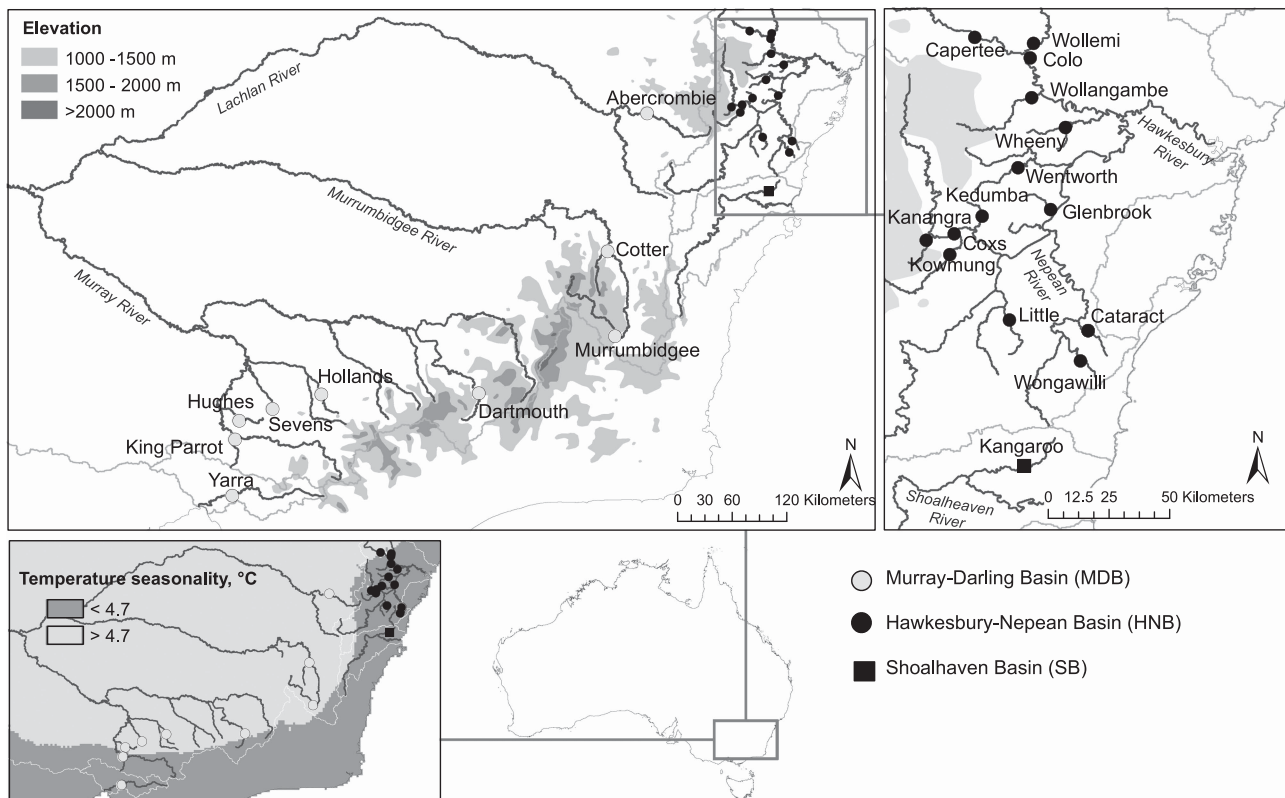 Elevation
1000 -1500 m
1500 - 2000 m
>2000 m
Lachlan River
Abercrombie
Murrumbidgee River
Cotter
Murray River
Murrumbidgee
Hollands
Hughes
Sevens
Dartmouth
King Parrot
Yarra
N
0 30 60 120 Kilometers
Capertee
Wollemi
Colo
Wollangambe
Hawkesbury
River
Wheeny
Wentworth
Kedumba
Glenbrook
Kanangra
Coxs
Kowmung
Nepean
River
Little
Cataract
Wongawilli
Kangaroo
N
Shoalheaven
River
0 12.5 25 50 Kilometers
Temperature seasonality, °C
< 4.7
> 4.7
Murray-Darling Basin (MDB)
Hawkesbury-Nepean Basin (HNB)
Shoalhaven Basin (SB)